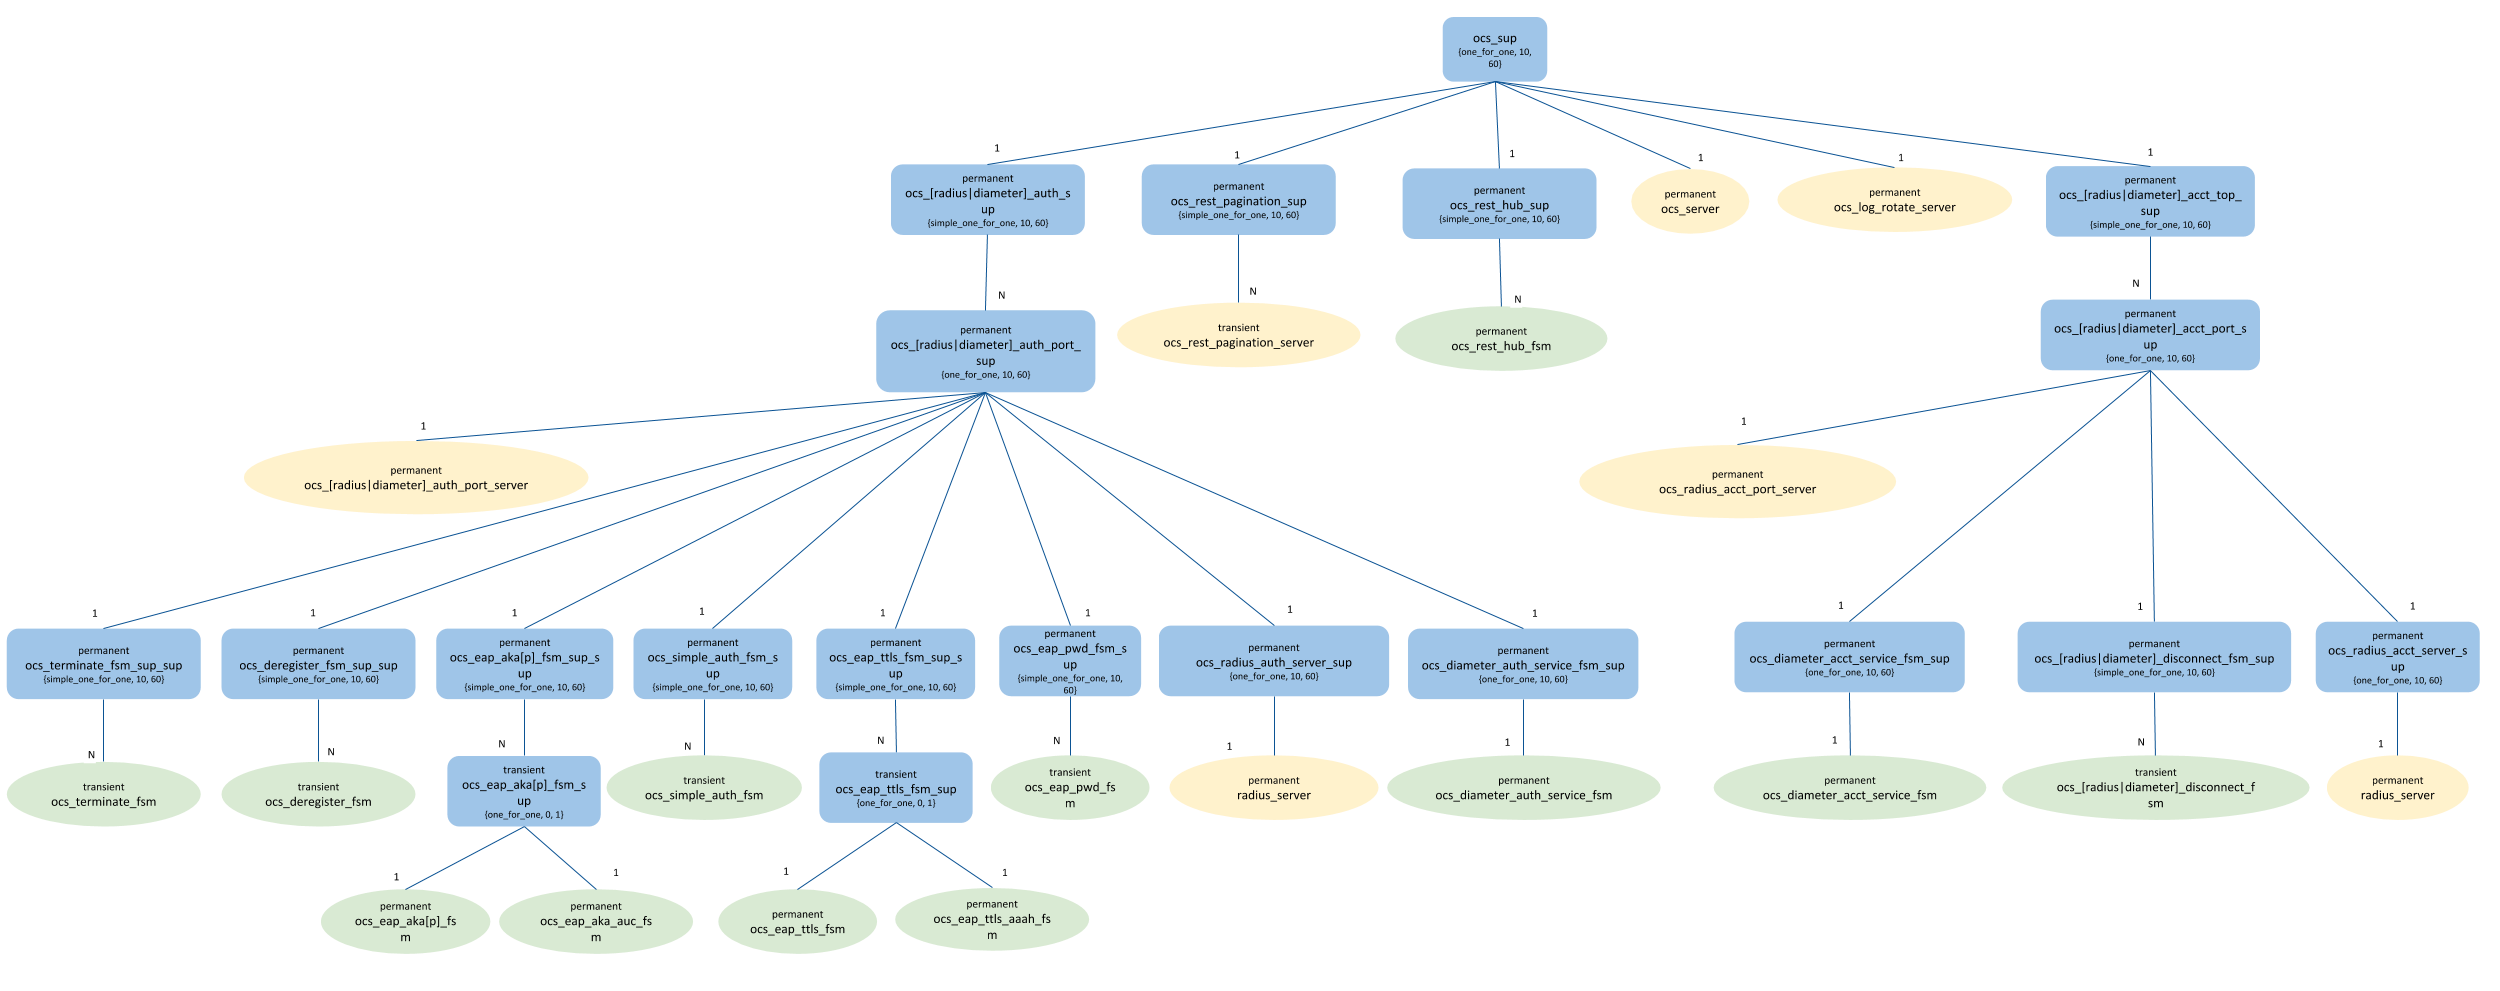 ocs_sup
{one_for_one, 10,
60}
1
1
1
1
1
1
permanent
ocs_[radius|diameter]_auth_s
up
{simple_one_for_one, 10, 60}
permanent
ocs_rest_pagination_sup
{simple_one_for_one, 10, 60}
permanent
ocs_rest_hub_sup
{simple_one_for_one, 10, 60}
permanent
ocs_server
permanent
ocs_log_rotate_server
permanent
ocs_[radius|diameter]_acct_top_
sup
{simple_one_for_one, 10, 60}
N
N
N
N
permanent
ocs_[radius|diameter]_auth_port_
sup
{one_for_one, 10, 60}
transient
ocs_rest_pagination_server
permanent
ocs_rest_hub_fsm
permanent
ocs_[radius|diameter]_acct_port_s
up
{one_for_one, 10, 60}
1
1
permanent
ocs_[radius|diameter]_auth_port_server
permanent
ocs_radius_acct_port_server
1
1
1
1
1
1
1
1
1
1
1
permanent
ocs_terminate_fsm_sup_sup
{simple_one_for_one, 10, 60}
permanent
ocs_deregister_fsm_sup_sup
{simple_one_for_one, 10, 60}
permanent
ocs_eap_aka[p]_fsm_sup_s
up
{simple_one_for_one, 10, 60}
permanent
ocs_simple_auth_fsm_s
up
{simple_one_for_one, 10, 60}
permanent
ocs_eap_ttls_fsm_sup_s
up
{simple_one_for_one, 10, 60}
permanent
ocs_eap_pwd_fsm_s
up
{simple_one_for_one, 10,
60}
permanent
ocs_radius_auth_server_sup
{one_for_one, 10, 60}
permanent
ocs_diameter_auth_service_fsm_sup
{one_for_one, 10, 60}
permanent
ocs_diameter_acct_service_fsm_sup
{one_for_one, 10, 60}
permanent
ocs_[radius|diameter]_disconnect_fsm_sup
{simple_one_for_one, 10, 60}
permanent
ocs_radius_acct_server_s
up
{one_for_one, 10, 60}
N
N
N
N
N
N
1
1
1
N
1
transient
ocs_terminate_fsm
transient
ocs_deregister_fsm
transient
ocs_eap_aka[p]_fsm_s
up
{one_for_one, 0, 1}
transient
ocs_simple_auth_fsm
transient
ocs_eap_ttls_fsm_sup
{one_for_one, 0, 1}
transient
ocs_eap_pwd_fs
m
permanent
radius_server
permanent
ocs_diameter_auth_service_fsm
permanent
ocs_diameter_acct_service_fsm
transient
ocs_[radius|diameter]_disconnect_f
sm
permanent
radius_server
1
1
1
1
permanent
ocs_eap_aka[p]_fs
m
permanent
ocs_eap_aka_auc_fs
m
permanent
ocs_eap_ttls_fsm
permanent
ocs_eap_ttls_aaah_fs
m